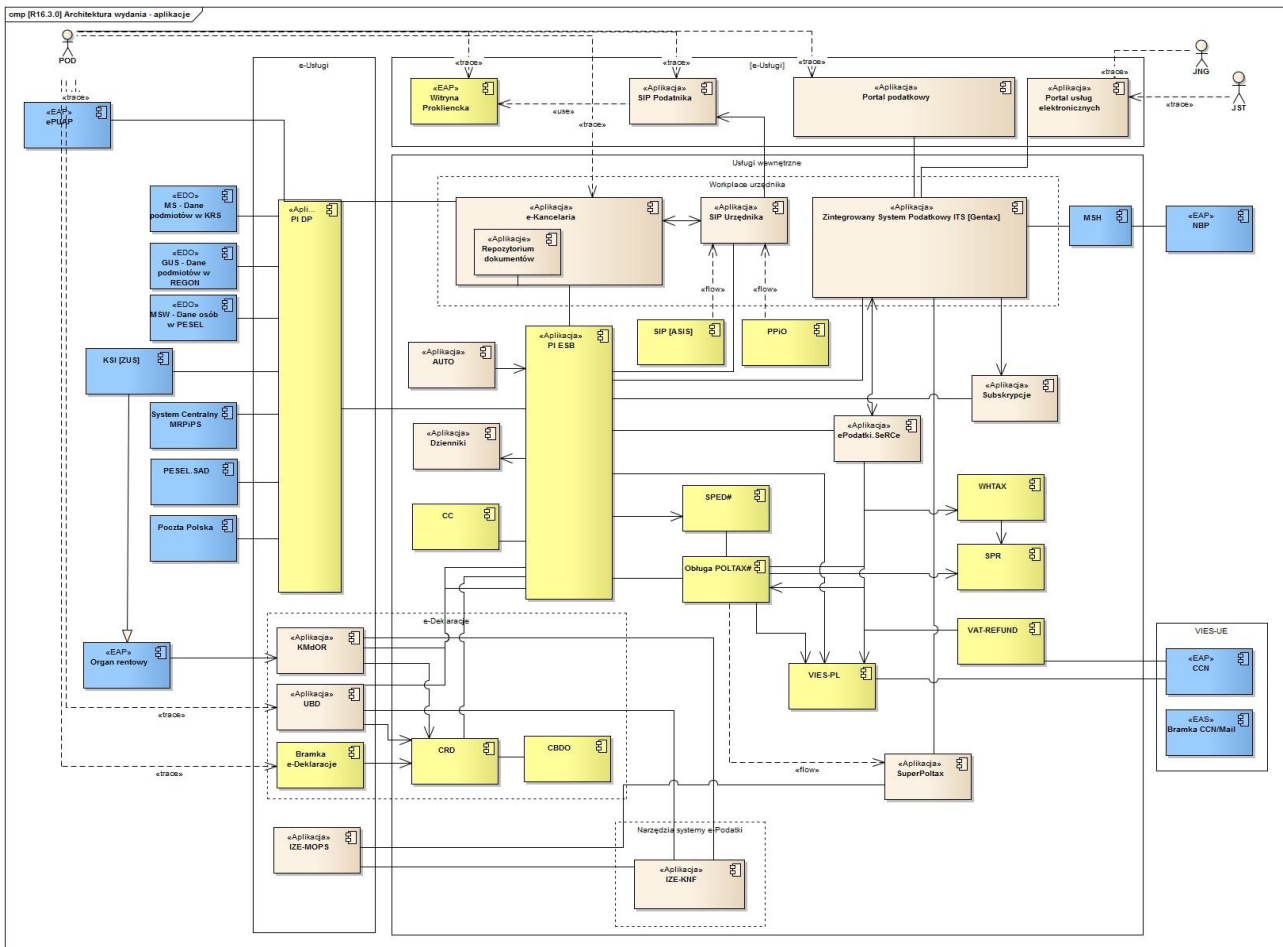 cmp [R16.3.0] Architektura wydania - aplikacje
POD
«trace»
«EAP»
ePUAP
e-Usługi
[e-Usługi]
«trace»
«trace»
«trace»
«EAP»
Witryna
Prokliencka
«use»
«trace»
«Aplikacja»
SIP Podatnika
«Aplikacja»
Portal podatkowy
«Aplikacja»
Portal usług
elektronicznych
«trace»
JNG
«trace»
JST
Usługi wewnętrzne
Workplace urzędnika
«EDO»
MS - Dane
podmiotów w KRS
«EDO»
GUS - Dane
podmiotów w
REGON
«EDO»
MSW - Dane osób
w PESEL
KSI [ZUS]
System Centralny
MRPiPS
PESEL.SAD
Poczta Polska
«Apli...
PI DP
«Aplikacja»
e-Kancelaria
«Aplikacje»
Repozytorium
dokumentów
«Aplikacja»
SIP Urzędnika
«Aplikacja»
Zintegrowany System Podatkowy ITS [Gentax]
MSH
«EAP»
NBP
«flow»
«flow»
SIP [ASIS]
PPiO
«Aplikacja»
PI ESB
«Aplikacja»
AUTO
«Aplikacja»
Dzienniki
CC
«Aplikacja»
Subskrypcje
«Aplikacja»
ePodatki.SeRCe
SPED#
WHTAX
SPR
Obługa POLTAX#
VAT-REFUND
VIES-PL
VIES-UE
«EAP»
CCN
«EAS»
Bramka CCN/Mail
e-Deklaracje
«EAP»
Organ rentowy
«Aplikacja»
KMdOR
«Aplikacja»
UBD
«trace»
Bramka
e-Deklaracje
«trace»
CRD
CBDO
«flow»
«Aplikacja»
SuperPoltax
«Aplikacja»
IZE-MOPS
Narzędzia systemy e-Podatki
«Aplikacja»
IZE-KNF